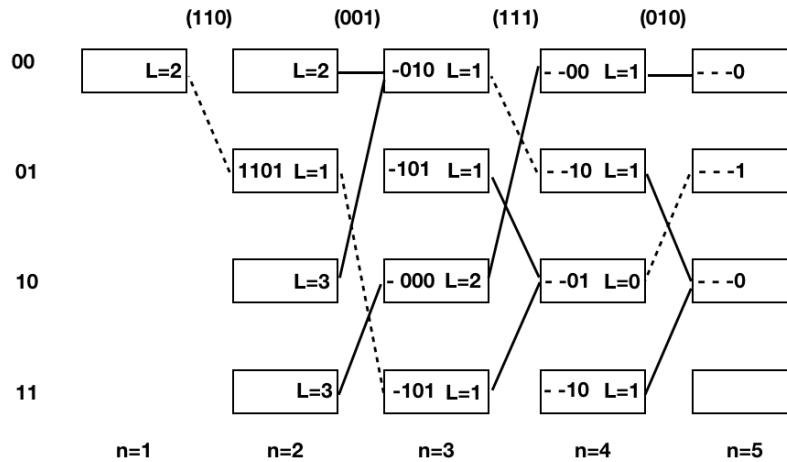 (110) (001) (111) (010)
00 L=2 L=2 -010 L=1 - -00 L=1 - - -0
01 1101 L=1 -101 L=1 - -10 L=1 - - -1
10 L=3 - 000 L=2 - -01 L=0 - - -0
11 L=3 -101 L=1 - -10 L=1
n=1 n=2 n=3 n=4 n=5